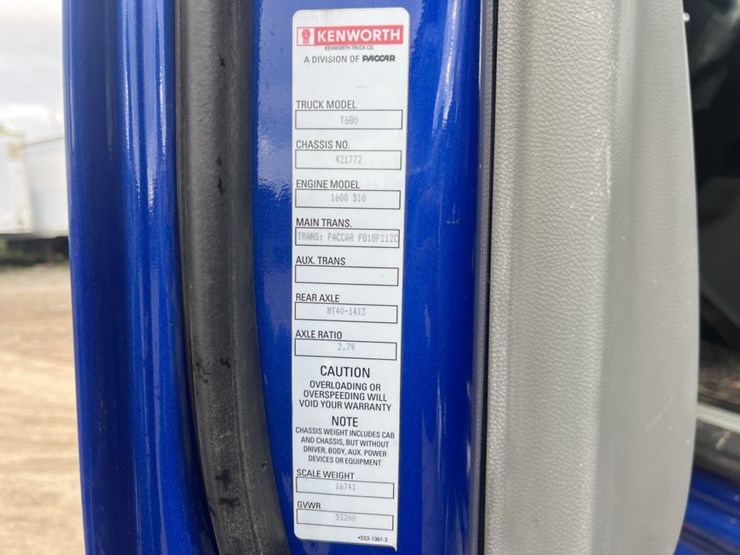 KENWORTH
KENWORTH TRUCK CO.
A DIVISION OF PACCAR
TRUCK MODEL
T680
CHASSIS NO.
421772
ENGINE MODEL
1600 510
MAIN TRANS.
TRANS: PACCAR PO18F112C
AUX. TRANS
REAR AXLE
MT40-14X3
AXLE RATIO
2.79
CAUTION
OVERLOADING OR
OVERSPEEDING WILL
VOID YOUR WARRANTY
NOTE
CHASSIS WEIGHT INCLUDES CAB
AND CHASSIS, BUT WITHOUT
DRIVER, BODY, AUX. POWER
DEVICES OR EQUIPMENT
SCALE WEIGHT
16741
GVWR
53200